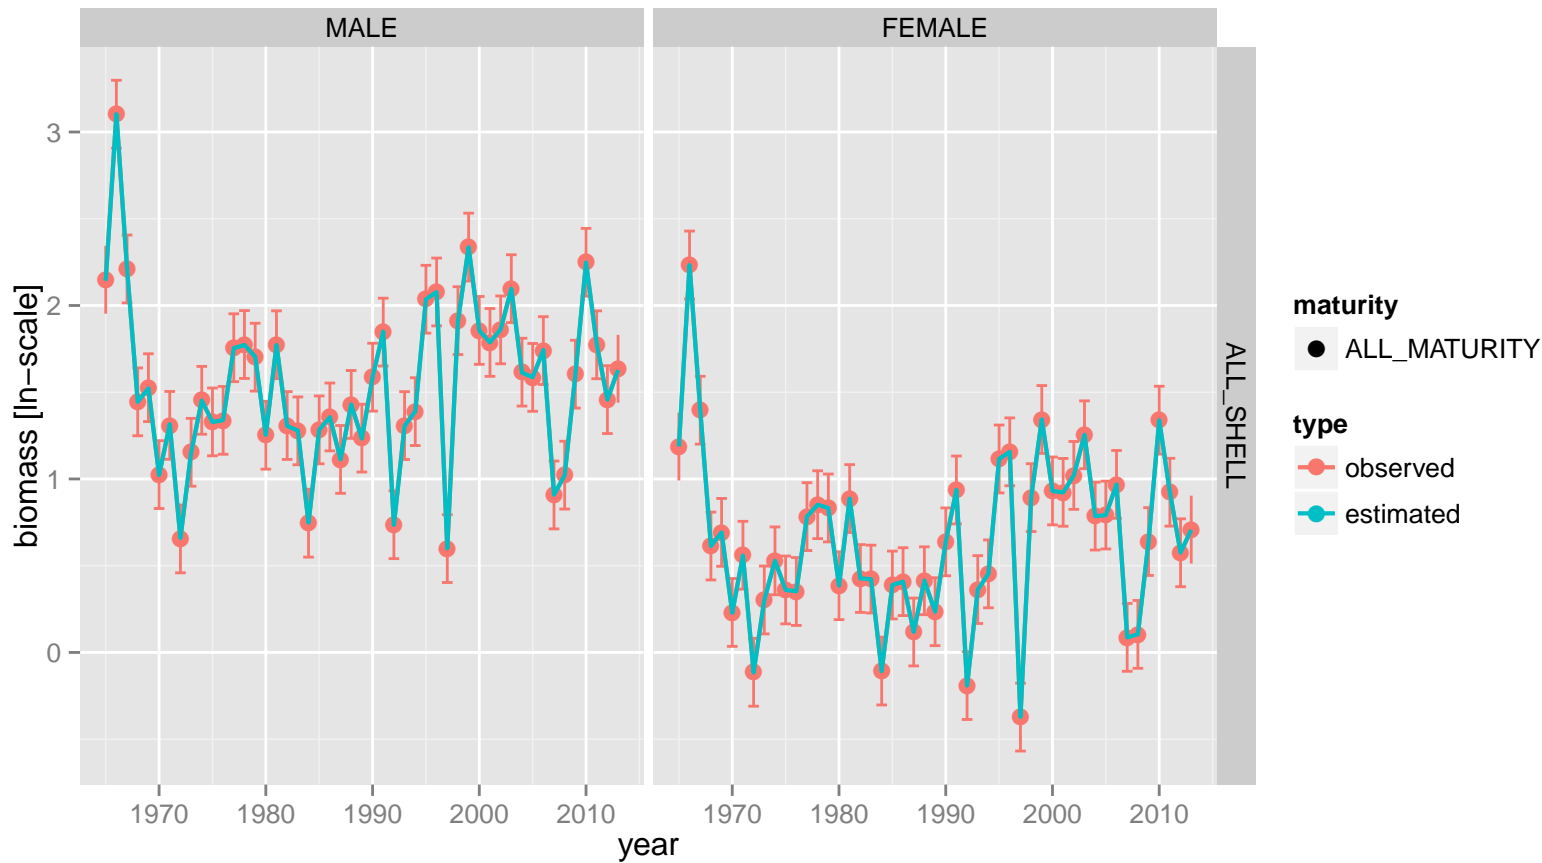 MALE
FEMALE
3
2
1
0
biomass [ln−scale]
ALL_SHELL
1970 1980 1990 2000 2010
1970 1980 1990 2000 2010
year
maturity
ALL_MATURITY
type
observed
estimated